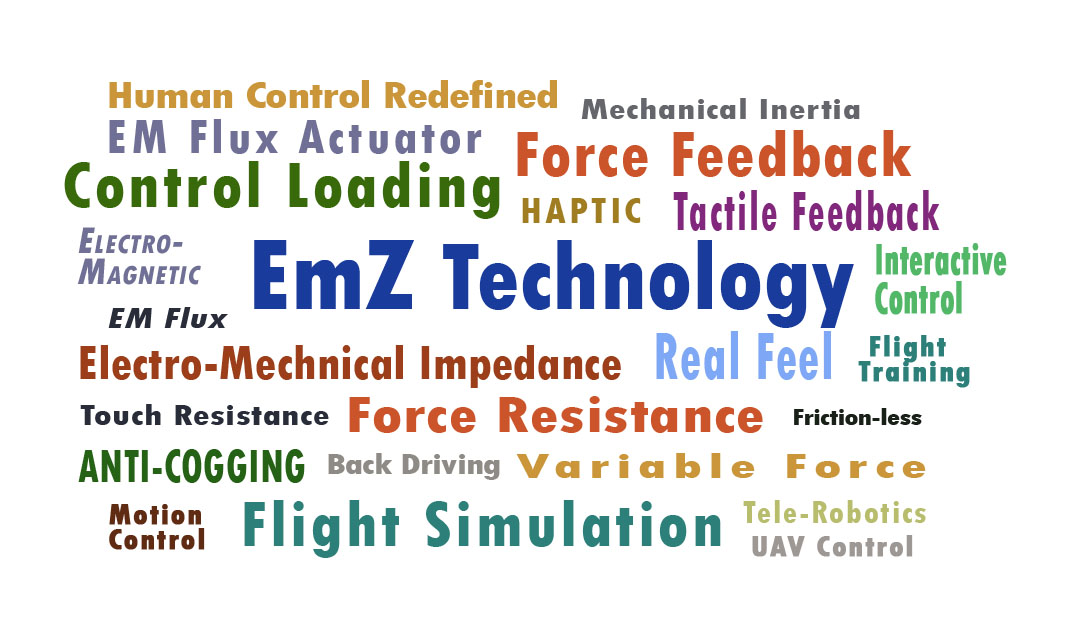 Human Control Redefined
Mechanical Inertia
EM Flux Actuator
Force Feedback
Control Loading
HAPTIC
Tactile Feedback
ELECTRO-
MAGNETIC
EmZ Technology
Interactive
Control
EM Flux
Electro-Mechnical Impedance
Real Feel
Flight
Training
Touch Resistance
Force Resistance
Friction-less
ANTI-COGGING
Back Driving
Variable Force
Motion
Control
Flight Simulation
Tele-Robotics
UAV Control